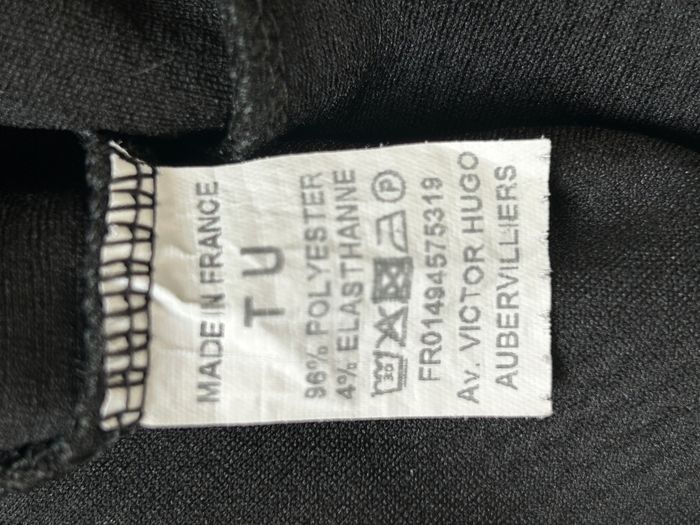 MADE IN FRANCE
TU
96% POLYESTER
4% ELASTHANNE
30 P
FR01494575319
Av. VICTOR HUGO
AUBERVILLIERS